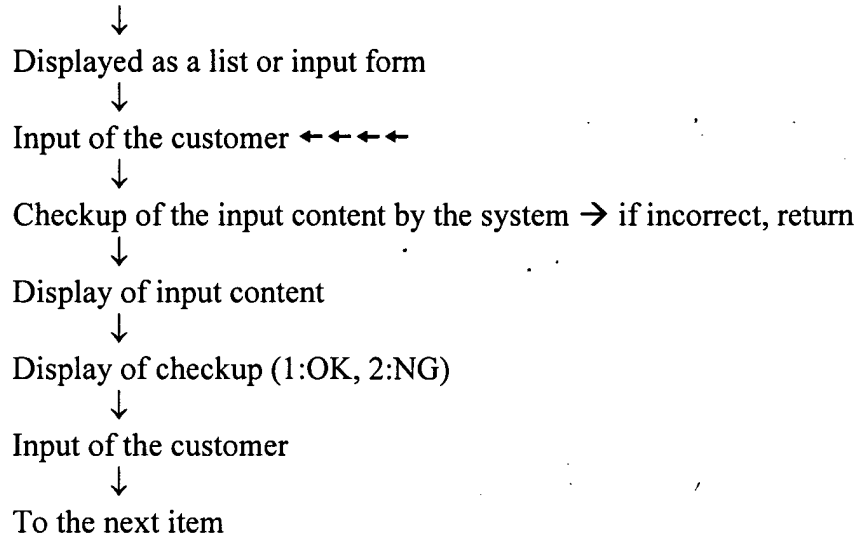 ↓
Displayed as a list or input form
↓
Input of the customer ←←←←
↓
Checkup of the input content by the system → if incorrect, return
↓
Display of input content
↓
Display of checkup (1:OK, 2:NG)
↓
Input of the customer
↓
To the next item